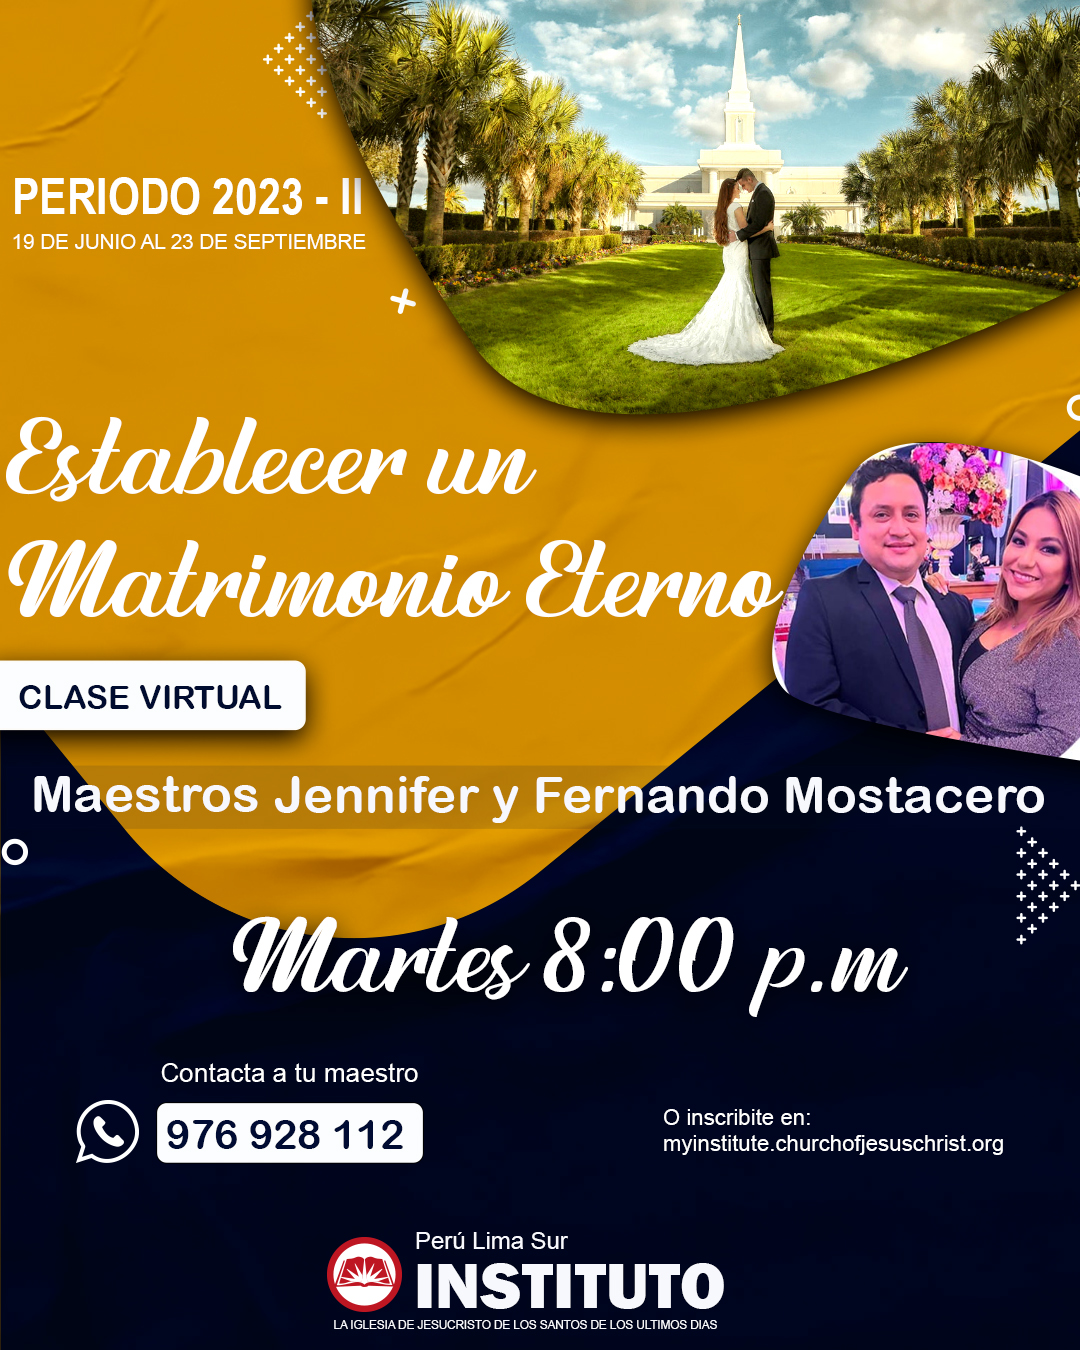 PERIODO 2023 - II
19 DE JUNIO AL 23 DE SEPTIEMBRE
Establecer un
Matrimonio Eterno
CLASE VIRTUAL
Maestros Jennifer y Fernando Mostacero
Martes 8:00 p.m
Contacta a tu maestro
976 928 112
O inscribite en:
myinstitute.churchofjesuschrist.org
Perú Lima Sur
INSTITUTO
LA IGLESIA DE JESUCRISTO DE LOS SANTOS DE LOS ULTIMOS DIAS